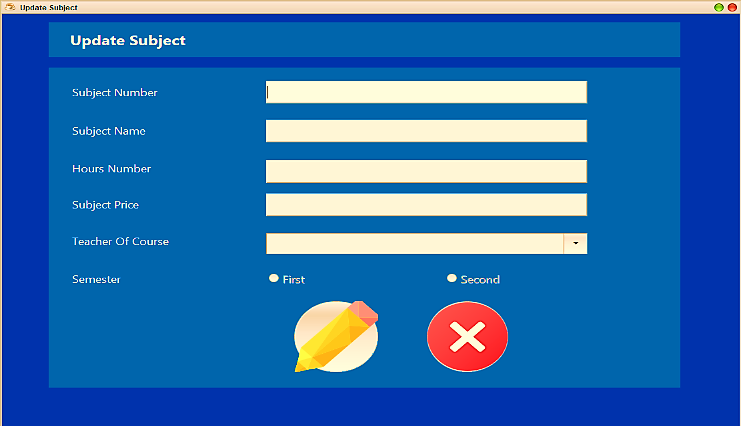 Update Subject
Update Subject
Subject Number
Subject Name
Hours Number
Subject Price
Teacher Of Course
Semester First Second